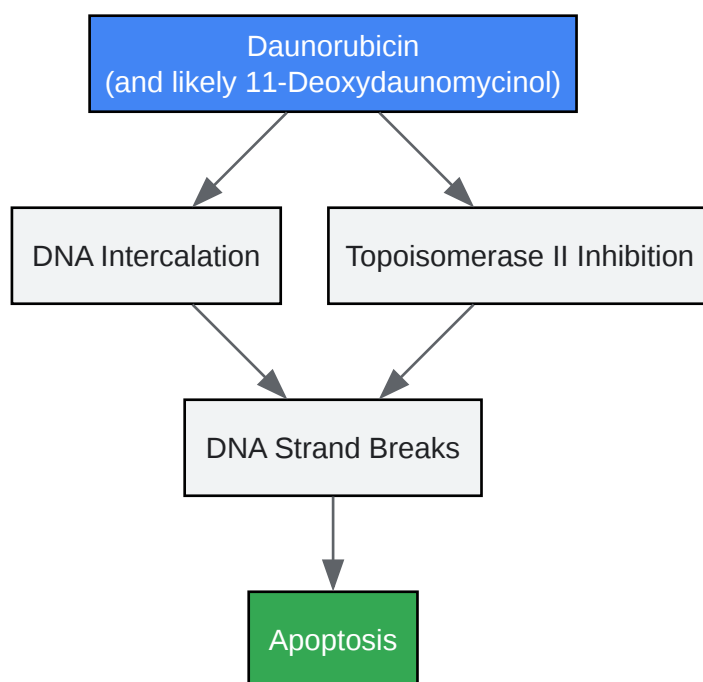 Daunorubicin
(and likely 11-Deoxydaunomycinol)
DNA Intercalation
Topoisomerase II Inhibition
DNA Strand Breaks
Apoptosis